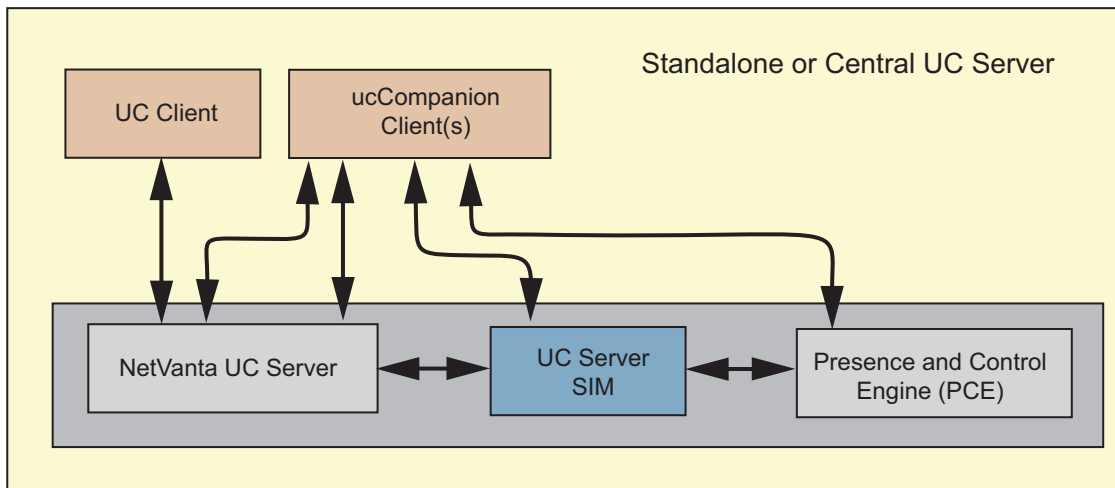 Standalone or Central UC Server
UC Client
ucCompanion
Client(s)
NetVanta UC Server
UC Server
SIM
Presence and Control
Engine (PCE)